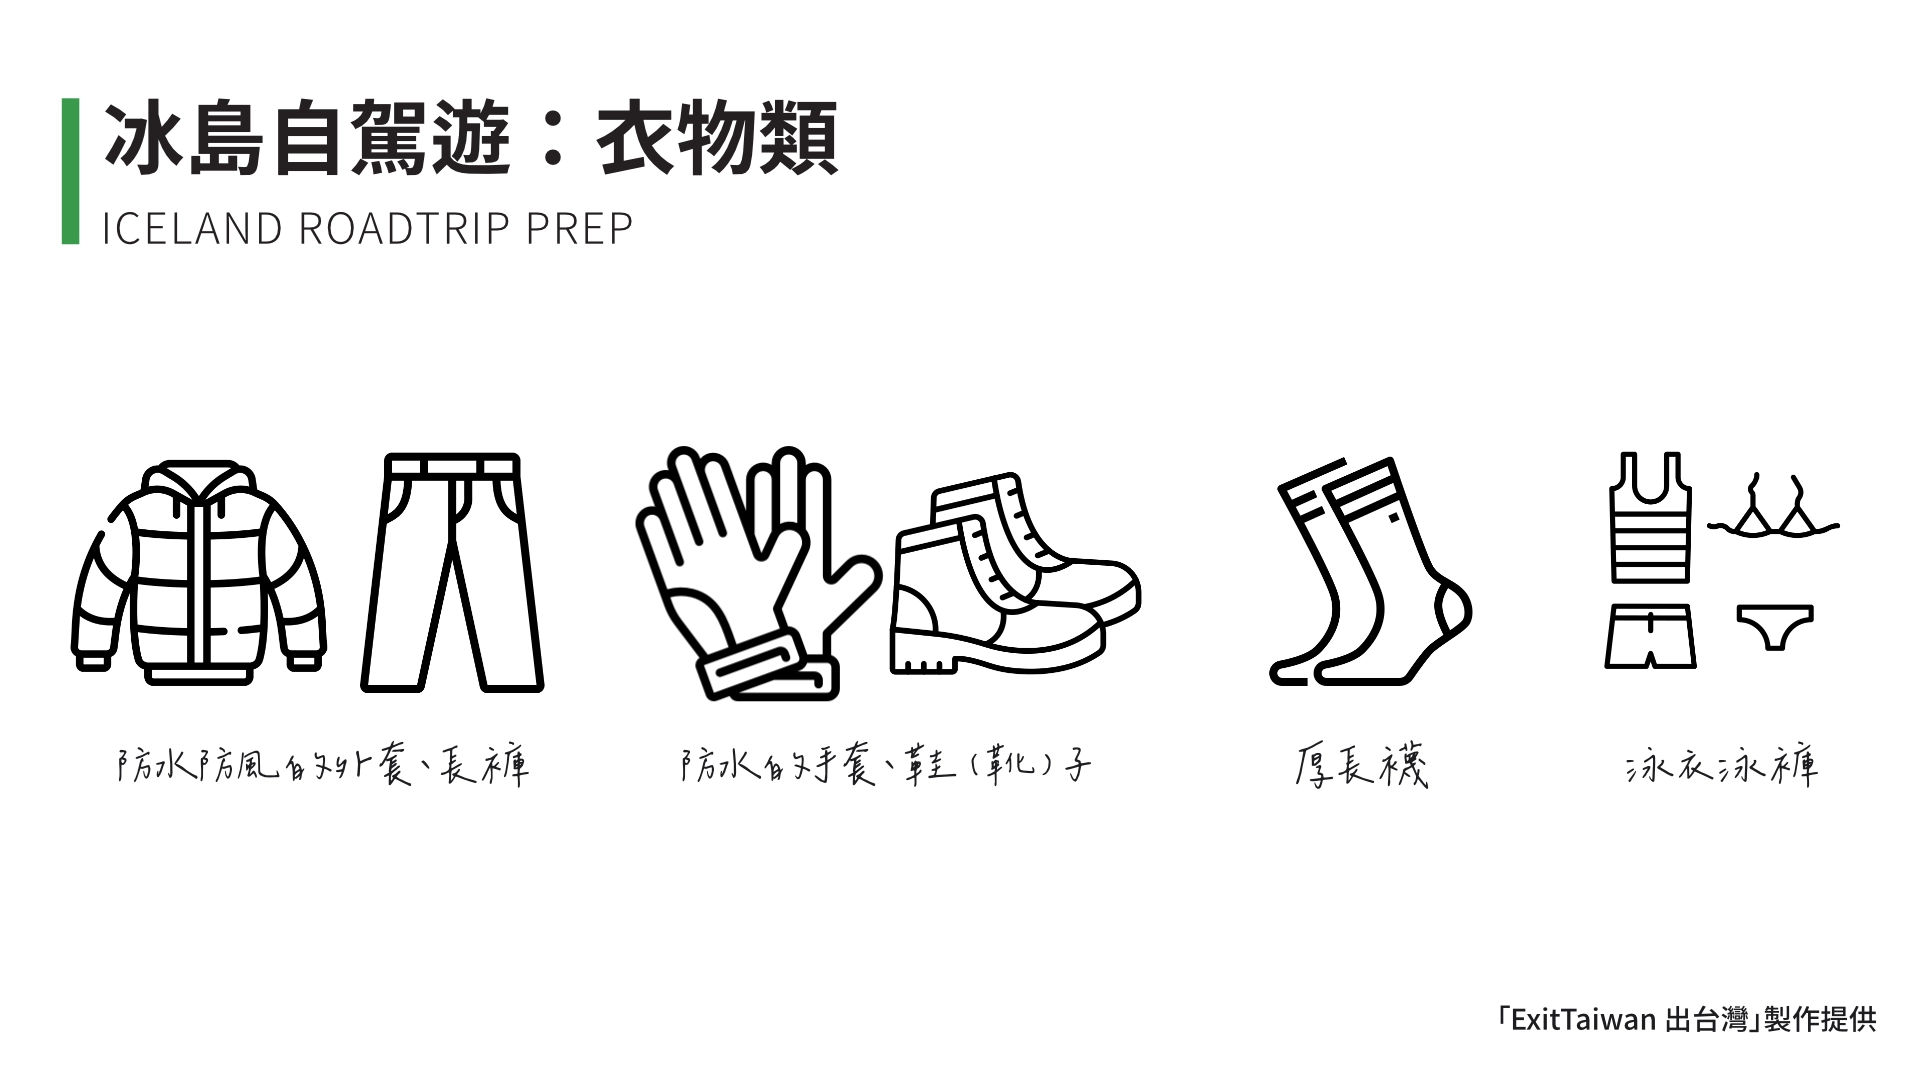 冰島自駕遊：衣物類
ICELAND ROADTRIP PREP
防水防風的外套、長褲
防水的手套、鞋（靴）子
厚長襪
泳衣泳褲
「ExitTaiwan 出台灣」製作提供